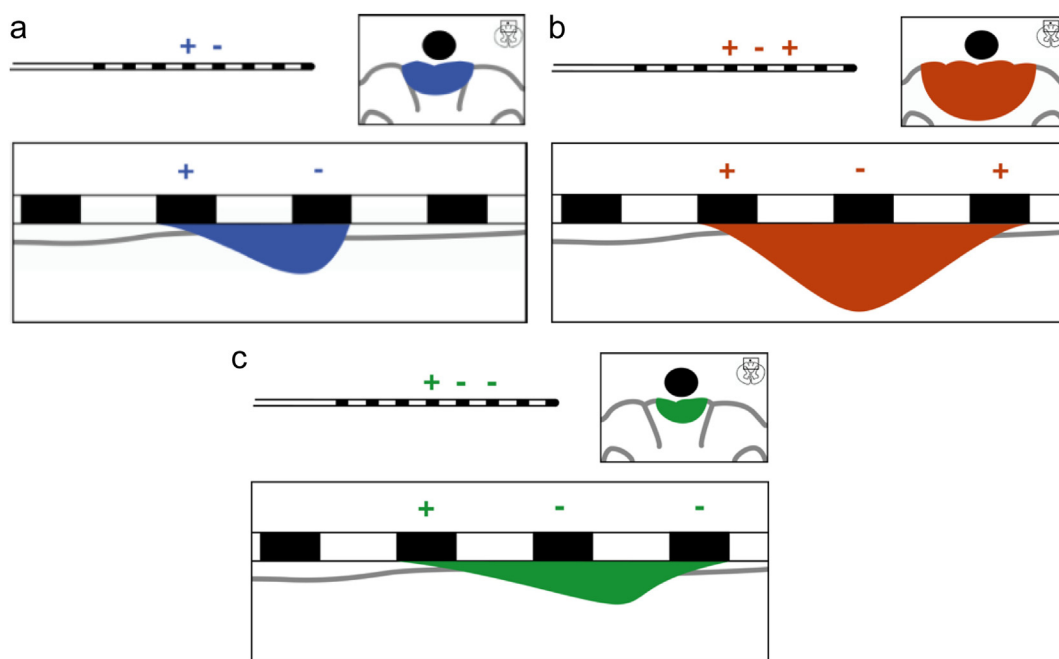 a
+ -
+ -
b
+ - +
+ - +
c
+ - -
+ - -